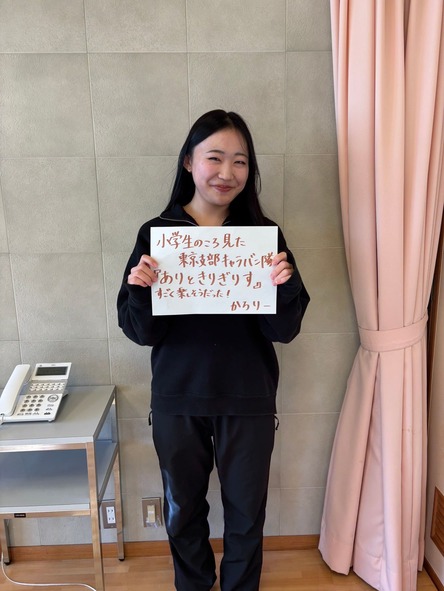 小学生のころ見た
東京支部キャラバン隊
『ありときりぎりす』
すごく楽しそうだった！
かろりー